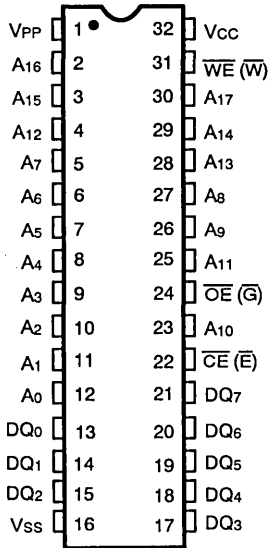 VPP 1 32 VCC
A16 2 31 W̅E̅ (W̅)
A15 3 30 A17
A12 4 29 A14
A7 5 28 A13
A6 6 27 A8
A5 7 26 A9
A4 8 25 A11
A3 9 24 O̅E̅ (G̅)
A2 10 23 A10
A1 11 22 C̅E̅ (E̅)
A0 12 21 DQ7
DQ0 13 20 DQ6
DQ1 14 19 DQ5
DQ2 15 18 DQ4
VSS 16 17 DQ3